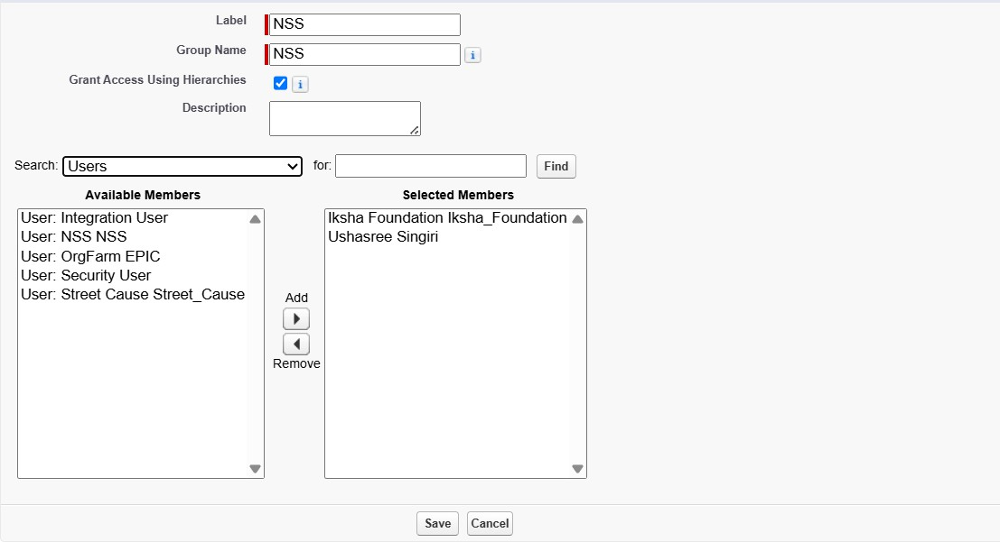 Label NSS
Group Name NSS i
Grant Access Using Hierarchies i
Description
Search: Users for: Find
Available Members
User: Integration User
User: NSS NSS
User: OrgFarm EPIC
User: Security User
User: Street Cause Street_Cause
Add
Remove
Selected Members
Iksha Foundation Iksha_Foundation
Ushasree Singiri
Save Cancel